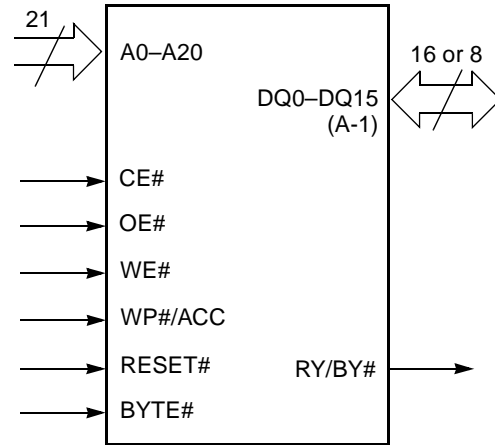 21
A0–A20
16 or 8
DQ0–DQ15
(A-1)
CE#
OE#
WE#
WP#/ACC
RESET#
RY/BY#
BYTE#